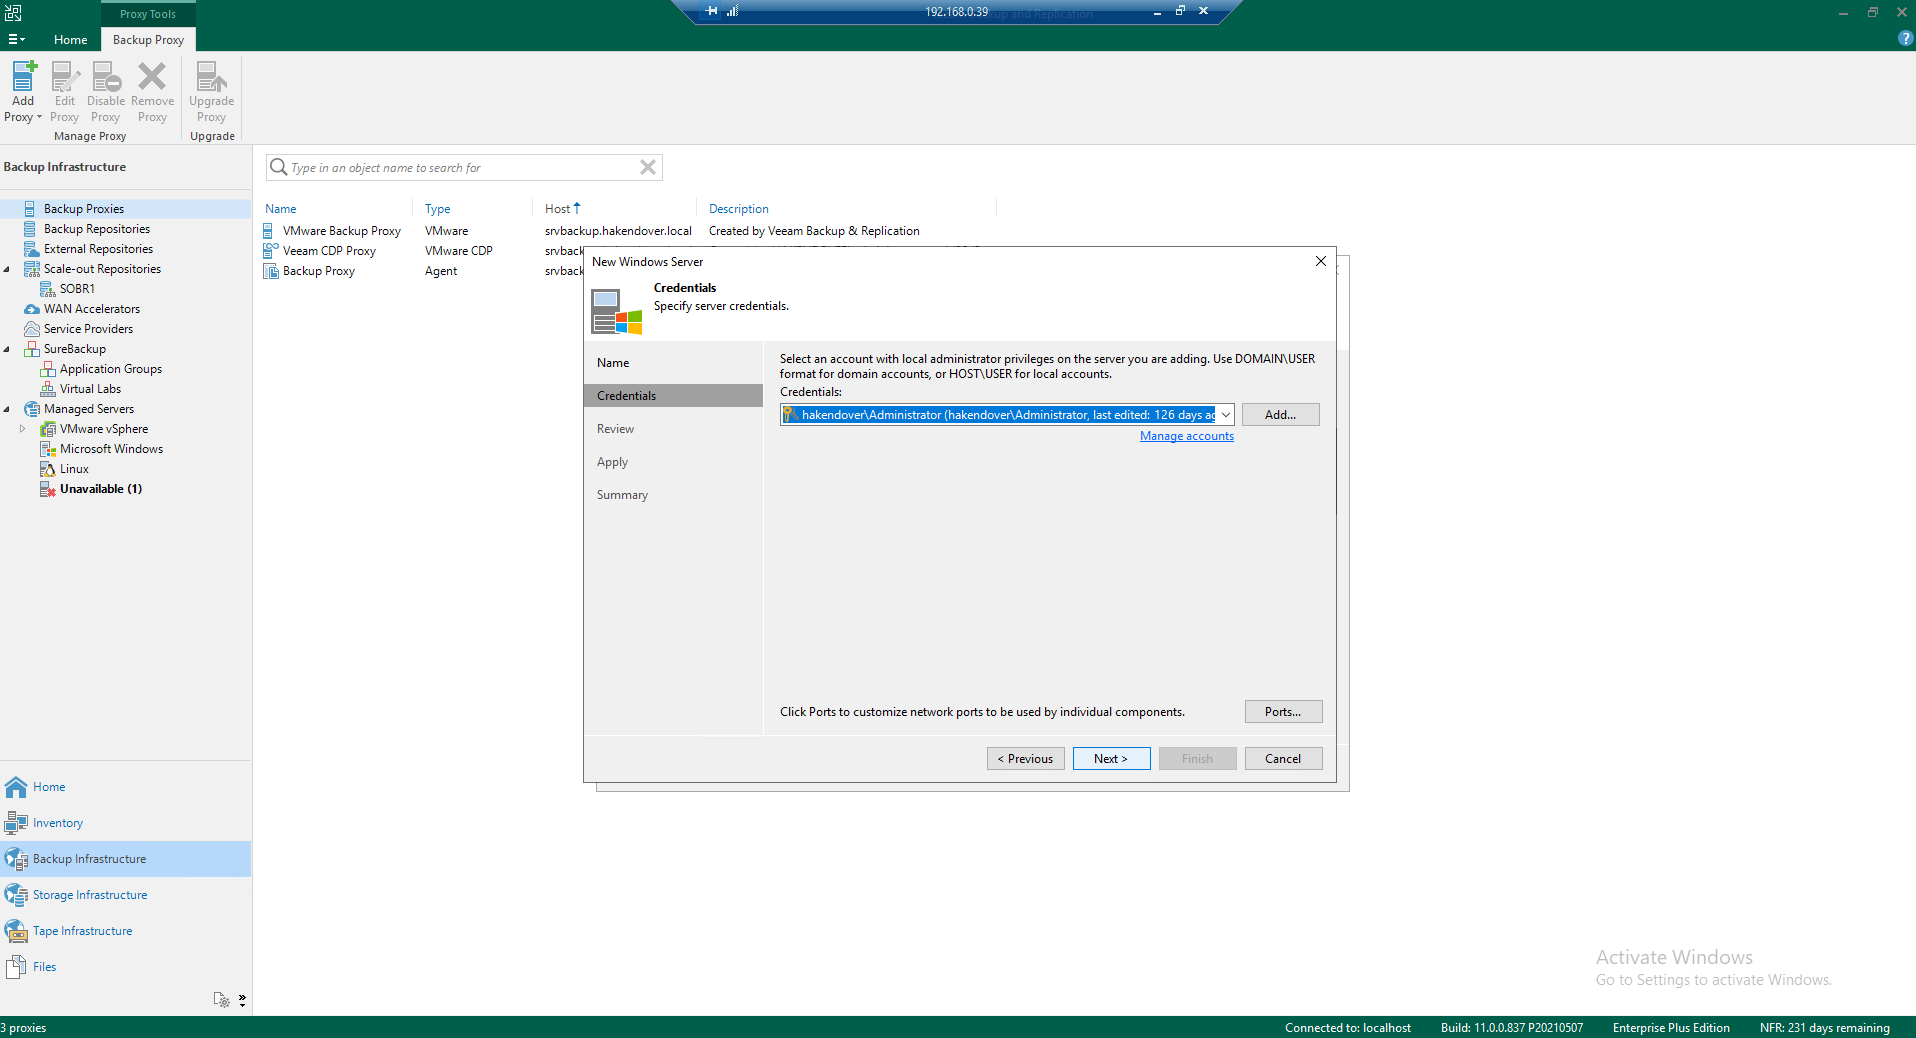 Proxy Tools
192.168.0.39
Home
Backup Proxy
Add Proxy
Edit Proxy
Disable Proxy
Remove Proxy
Upgrade Proxy
Manage Proxy
Upgrade
Backup Infrastructure
Backup Proxies
Backup Repositories
External Repositories
Scale-out Repositories
SOBR1
WAN Accelerators
Service Providers
SureBackup
Application Groups
Virtual Labs
Managed Servers
VMware vSphere
Microsoft Windows
Linux
Unavailable (1)
Type in an object name to search for
Name Type Host Description
VMware Backup Proxy VMware srvbackup.hakendover.local Created by Veeam Backup & Replication
Veeam CDP Proxy VMware CDP srvback
Backup Proxy Agent srvback
New Windows Server
Credentials
Specify server credentials.
Name
Credentials
Review
Apply
Summary
Select an account with local administrator privileges on the server you are adding. Use DOMAIN\USER
format for domain accounts, or HOST\USER for local accounts.
Credentials:
hakendover\Administrator (hakendover\Administrator, last edited: 126 days ag
Add...
Manage accounts
Click Ports to customize network ports to be used by individual components.
Ports...
< Previous
Next >
Finish
Cancel
Home
Inventory
Backup Infrastructure
Storage Infrastructure
Tape Infrastructure
Files
Activate Windows
Go to Settings to activate Windows.
3 proxies
Connected to: localhost
Build: 11.0.0.837 P20210507
Enterprise Plus Edition
NFR: 231 days remaining